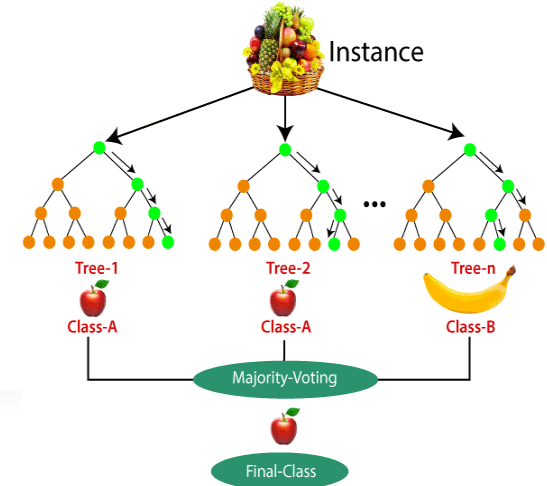 Instance
...
Tree-1
Tree-2
Tree-n
Class-A
Class-A
Class-B
Majority-Voting
Final-Class